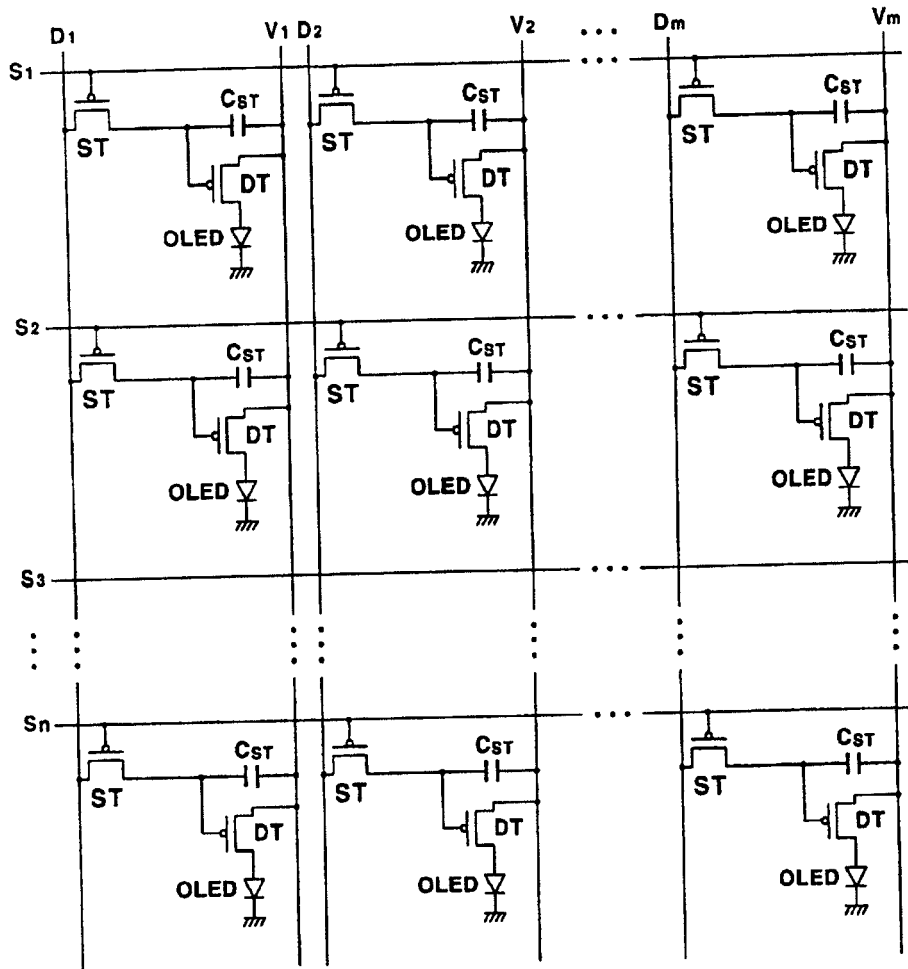 D1 V1 D2 V2 ... Dm Vm
S1 ...
CST CST CST
ST ST ST
DT DT DT
OLED OLED OLED
S2 ...
CST CST CST
ST ST ST
DT DT DT
OLED OLED OLED
S3 ...
Sn ...
CST CST CST
ST ST ST
DT DT DT
OLED OLED OLED